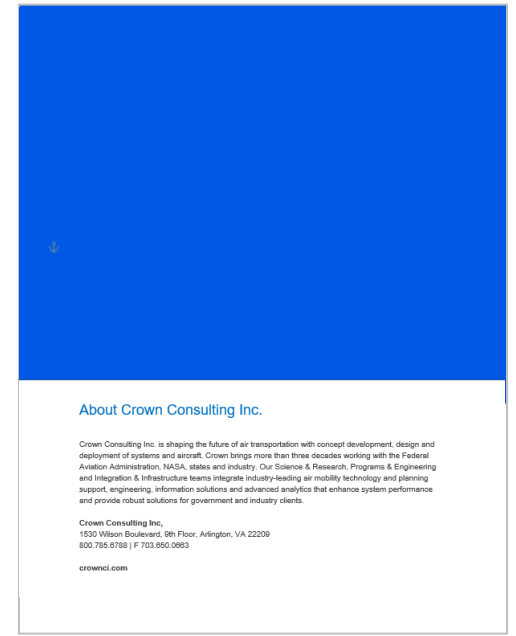 About Crown Consulting Inc.
Crown Consulting Inc. is shaping the future of air transportation with concept development, design and
deployment of systems and aircraft. Crown brings more than three decades working with the Federal
Aviation Administration, NASA, states and industry. Our Science & Research, Programs & Engineering
and Integration & Infrastructure teams integrate industry-leading air mobility technology and planning
support, engineering, information solutions and advanced analytics that enhance system performance
and provide robust solutions for government and industry clients.
Crown Consulting Inc,
1530 Wilson Boulevard, 9th Floor, Arlington, VA 22209
800.785.6788 | F 703.650.0663
crownci.com